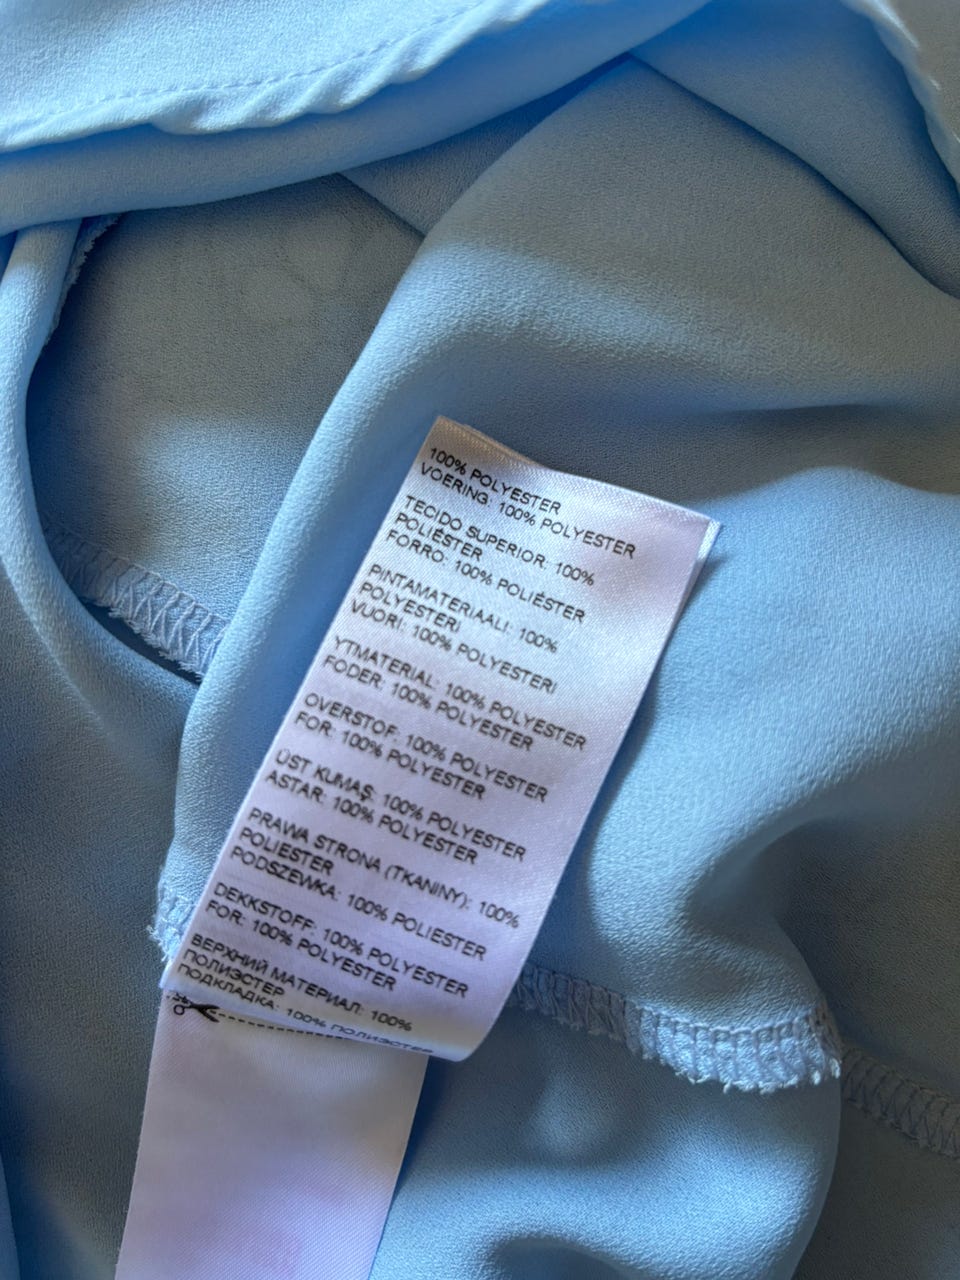 100% POLYESTER
VOERING: 100% POLYESTER
TECIDO SUPERIOR: 100%
POLIÉSTER
FORRO: 100% POLIÉSTER
PINTAMATERIAALI: 100%
POLYESTERI
VUORI: 100% POLYESTERI
YTMATERIAL: 100% POLYESTER
FODER: 100% POLYESTER
OVERSTOF: 100% POLYESTER
FOR: 100% POLYESTER
ÜST KUMAŞ: 100% POLYESTER
ASTAR: 100% POLYESTER
PRAWA STRONA (TKANINY): 100%
POLIESTER
PODSZEWKA: 100% POLIESTER
DEKKSTOFF: 100% POLYESTER
FOR: 100% POLYESTER
ВЕРХНИЙ МАТЕРИАЛ: 100%
ПОЛИЭСТЕР
ПОДКЛАДКА: 100% ПОЛИЭСТЕР